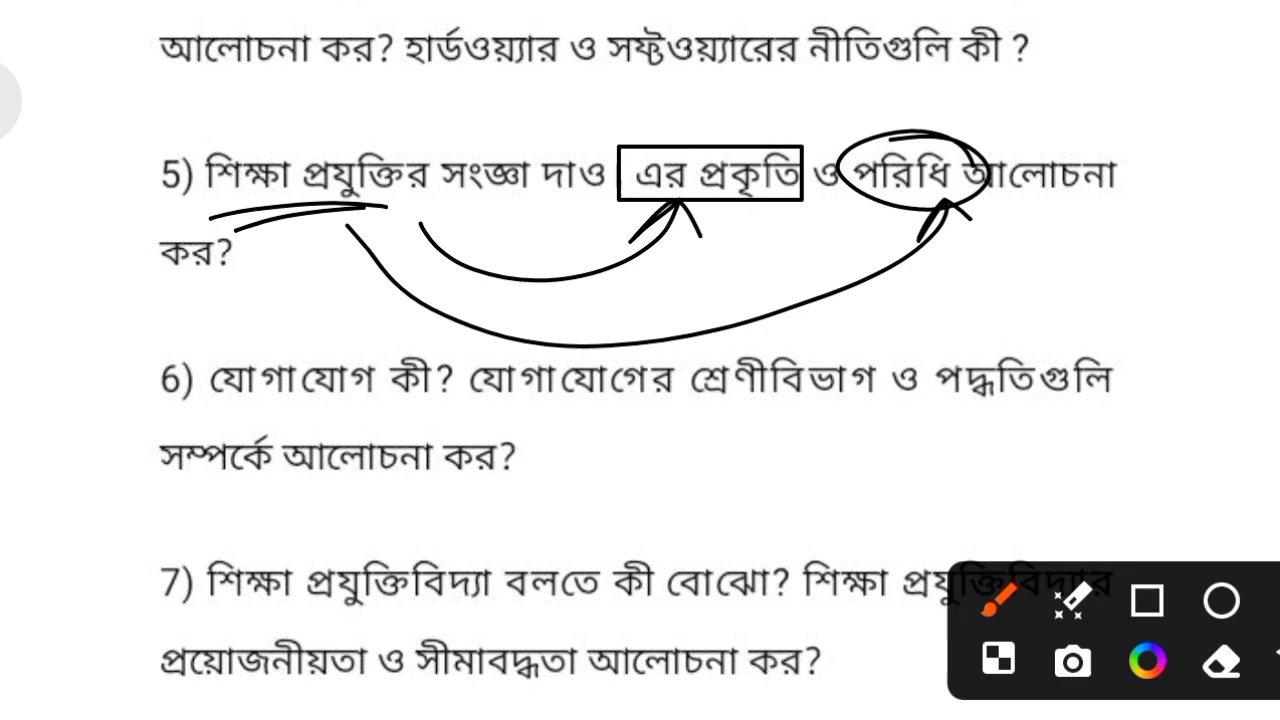 আলোচনা কর? হার্ডওয়্যার ও সফ্টওয়্যারের নীতিগুলি কী ?
5) শিক্ষা প্রযুক্তির সংজ্ঞা দাও এর প্রকৃতি ও পরিধি আলোচনা
কর?
6) যোগাযোগ কী? যোগাযোগের শ্রেণীবিভাগ ও পদ্ধতিগুলি
সম্পর্কে আলোচনা কর?
7) শিক্ষা প্রযুক্তিবিদ্যা বলতে কী বোঝো? শিক্ষা প্রযুক্তিবিদ্যার
প্রয়োজনীয়তা ও সীমাবদ্ধতা আলোচনা কর?